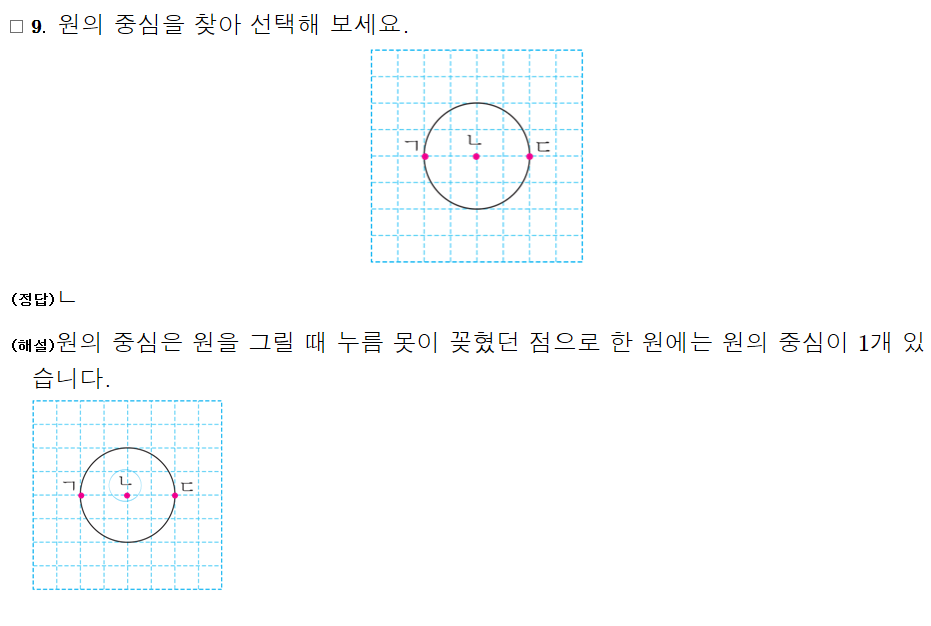 □ 9. 원의 중심을 찾아 선택해 보세요.
ㄱ ㄴ ㄷ
(정답)ㄴ
(해설)원의 중심은 원을 그릴 때 누름 못이 꽂혔던 점으로 한 원에는 원의 중심이 1개 있
습니다.
ㄱ ㄴ ㄷ